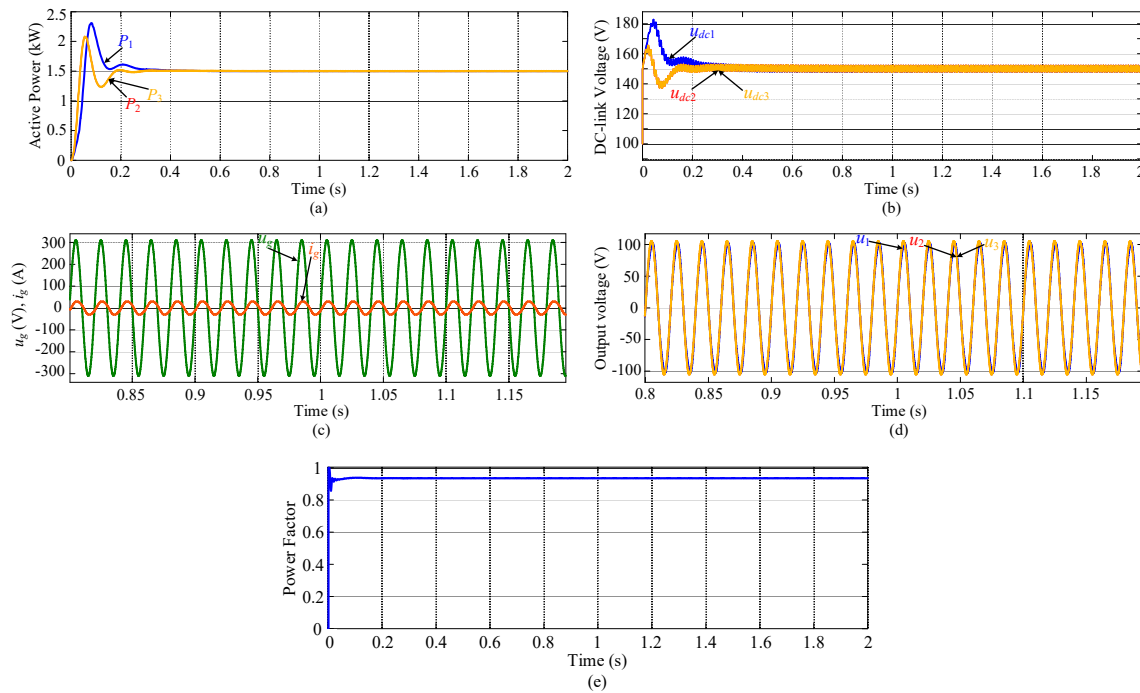 2.5
2
1.5
1
0.5
0
Active Power (kW)
P1
P3
P2
0 0.2 0.4 0.6 0.8 1 1.2 1.4 1.6 1.8 2
Time (s)
(a)
180
160
140
120
100
DC-link Voltage (V)
udc1
udc2 udc3
0 0.2 0.4 0.6 0.8 1 1.2 1.4 1.6 1.8 2
Time (s)
(b)
300
200
100
0
-100
-200
-300
ug (V), ig (A)
ug ig
0.85 0.9 0.95 1 1.05 1.1 1.15
Time (s)
(c)
100
50
0
-50
-100
Output voltage (V)
u1 u2 u3
0.8 0.85 0.9 0.95 1 1.05 1.1 1.15
Time (s)
(d)
1
0.8
0.6
0.4
0.2
0
Power Factor
0 0.2 0.4 0.6 0.8 1 1.2 1.4 1.6 1.8 2
Time (s)
(e)